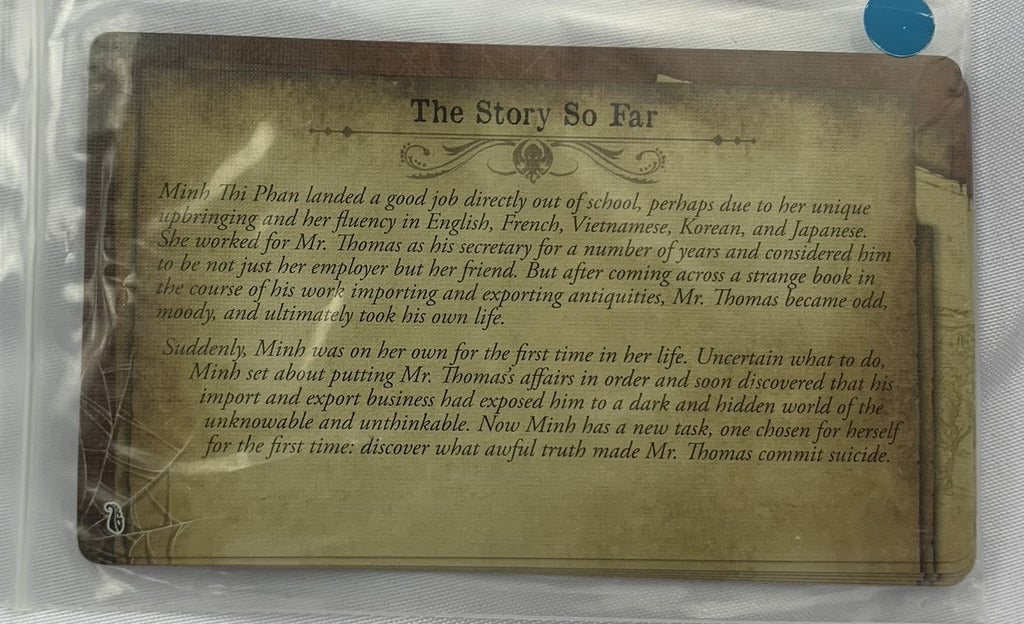 The Story So Far
Minh Thi Phan landed a good job directly out of school, perhaps due to her unique
upbringing and her fluency in English, French, Vietnamese, Korean, and Japanese.
She worked for Mr. Thomas as his secretary for a number of years and considered him
to be not just her employer but her friend. But after coming across a strange book in
the course of his work importing and exporting antiquities, Mr. Thomas became odd,
moody, and ultimately took his own life.
Suddenly, Minh was on her own for the first time in her life. Uncertain what to do,
Minh set about putting Mr. Thomas's affairs in order and soon discovered that his
import and export business had exposed him to a dark and hidden world of the
unknowable and unthinkable. Now Minh has a new task, one chosen for herself
for the first time: discover what awful truth made Mr. Thomas commit suicide.